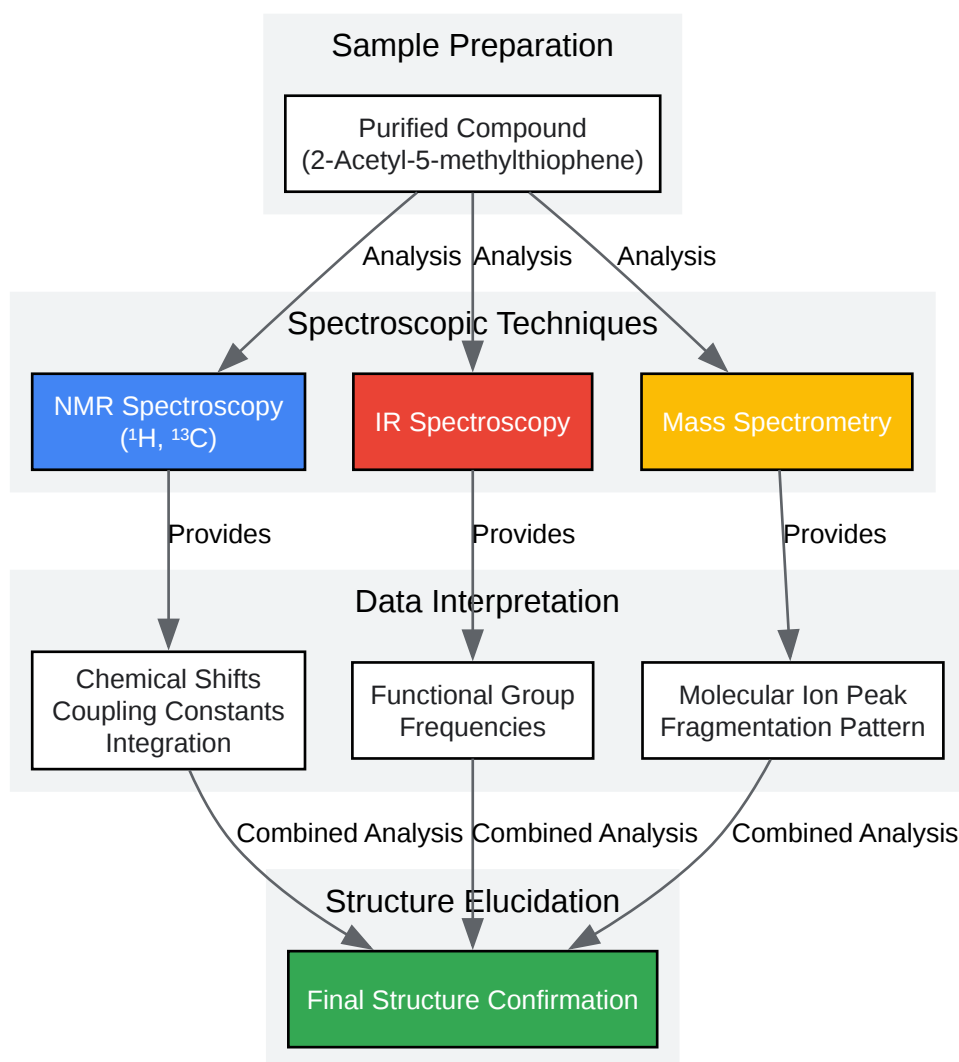 Sample Preparation
Purified Compound
(2-Acetyl-5-methylthiophene)
Analysis
Analysis
Analysis
Spectroscopic Techniques
NMR Spectroscopy
(¹H, ¹³C)
IR Spectroscopy
Mass Spectrometry
Provides
Provides
Provides
Data Interpretation
Chemical Shifts
Coupling Constants
Integration
Functional Group
Frequencies
Molecular Ion Peak
Fragmentation Pattern
Combined Analysis
Combined Analysis
Combined Analysis
Structure Elucidation
Final Structure Confirmation